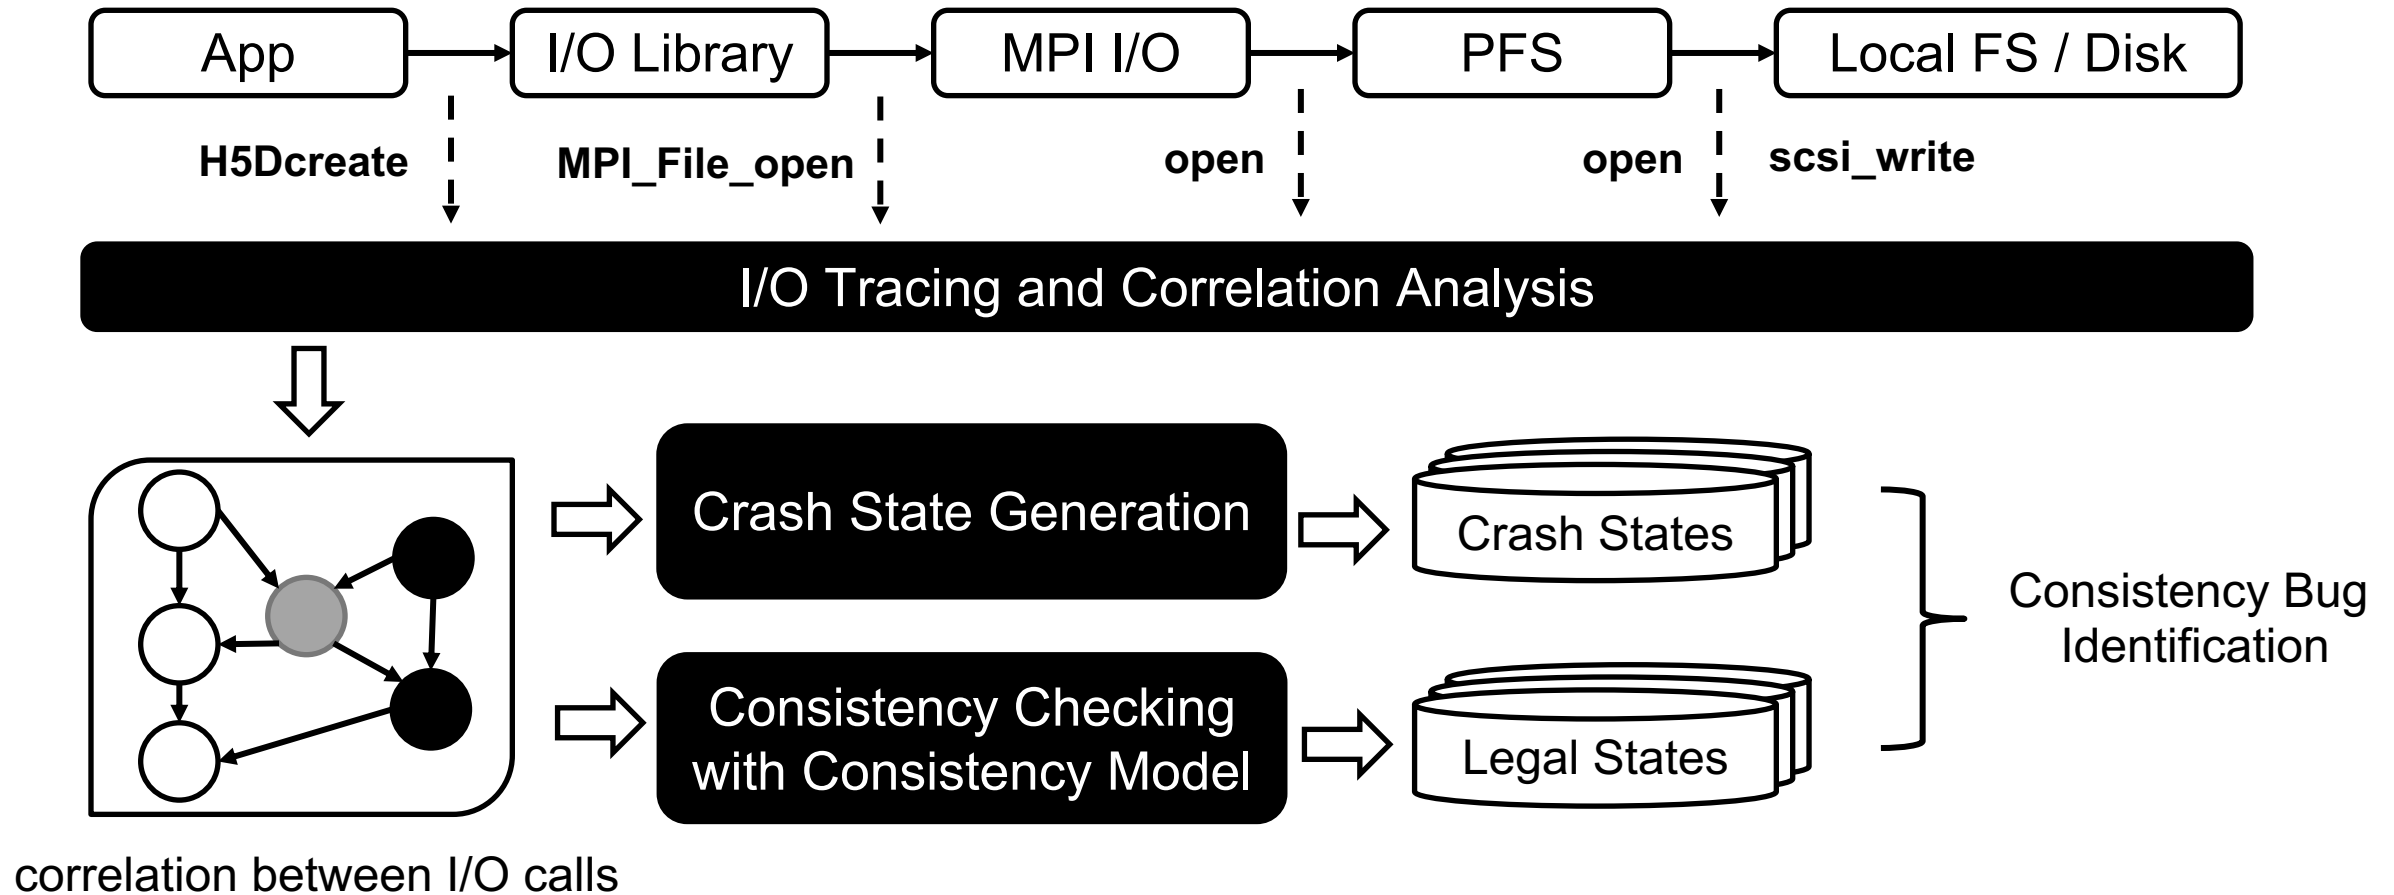 App
I/O Library
MPI I/O
PFS
Local FS / Disk
H5Dcreate
MPI_File_open
open
open
scsi_write
I/O Tracing and Correlation Analysis
Crash State Generation
Crash States
Consistency Bug
Identification
Consistency Checking
with Consistency Model
Legal States
correlation between I/O calls